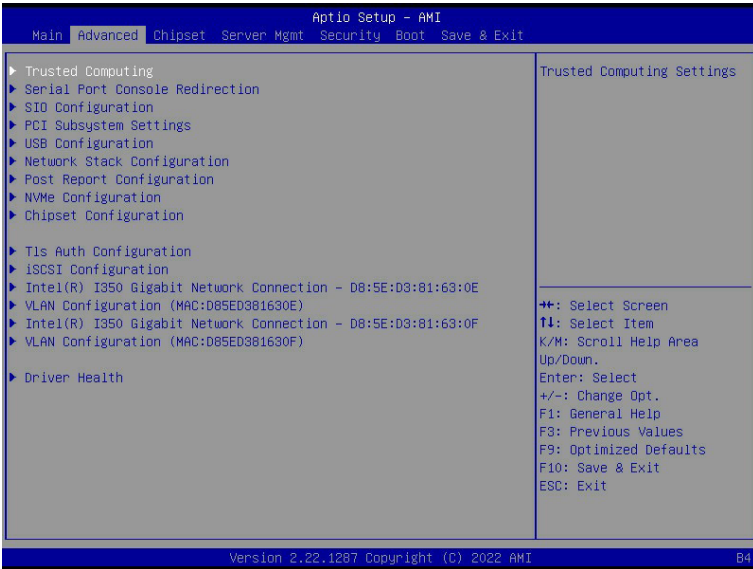 Aptio Setup - AMI
Main Advanced Chipset Server Mgmt Security Boot Save & Exit
Trusted Computing
Serial Port Console Redirection
SIO Configuration
PCI Subsystem Settings
USB Configuration
Network Stack Configuration
Post Report Configuration
NVMe Configuration
Chipset Configuration
Tls Auth Configuration
iSCSI Configuration
Intel(R) I350 Gigabit Network Connection - D8:5E:D3:81:63:0E
VLAN Configuration (MAC:D85ED381630E)
Intel(R) I350 Gigabit Network Connection - D8:5E:D3:81:63:0F
VLAN Configuration (MAC:D85ED381630F)
Driver Health
Trusted Computing Settings
→←: Select Screen
↑↓: Select Item
K/M: Scroll Help Area
Up/Down.
Enter: Select
+/-: Change Opt.
F1: General Help
F3: Previous Values
F9: Optimized Defaults
F10: Save & Exit
ESC: Exit
Version 2.22.1287 Copyright (C) 2022 AMI
B4